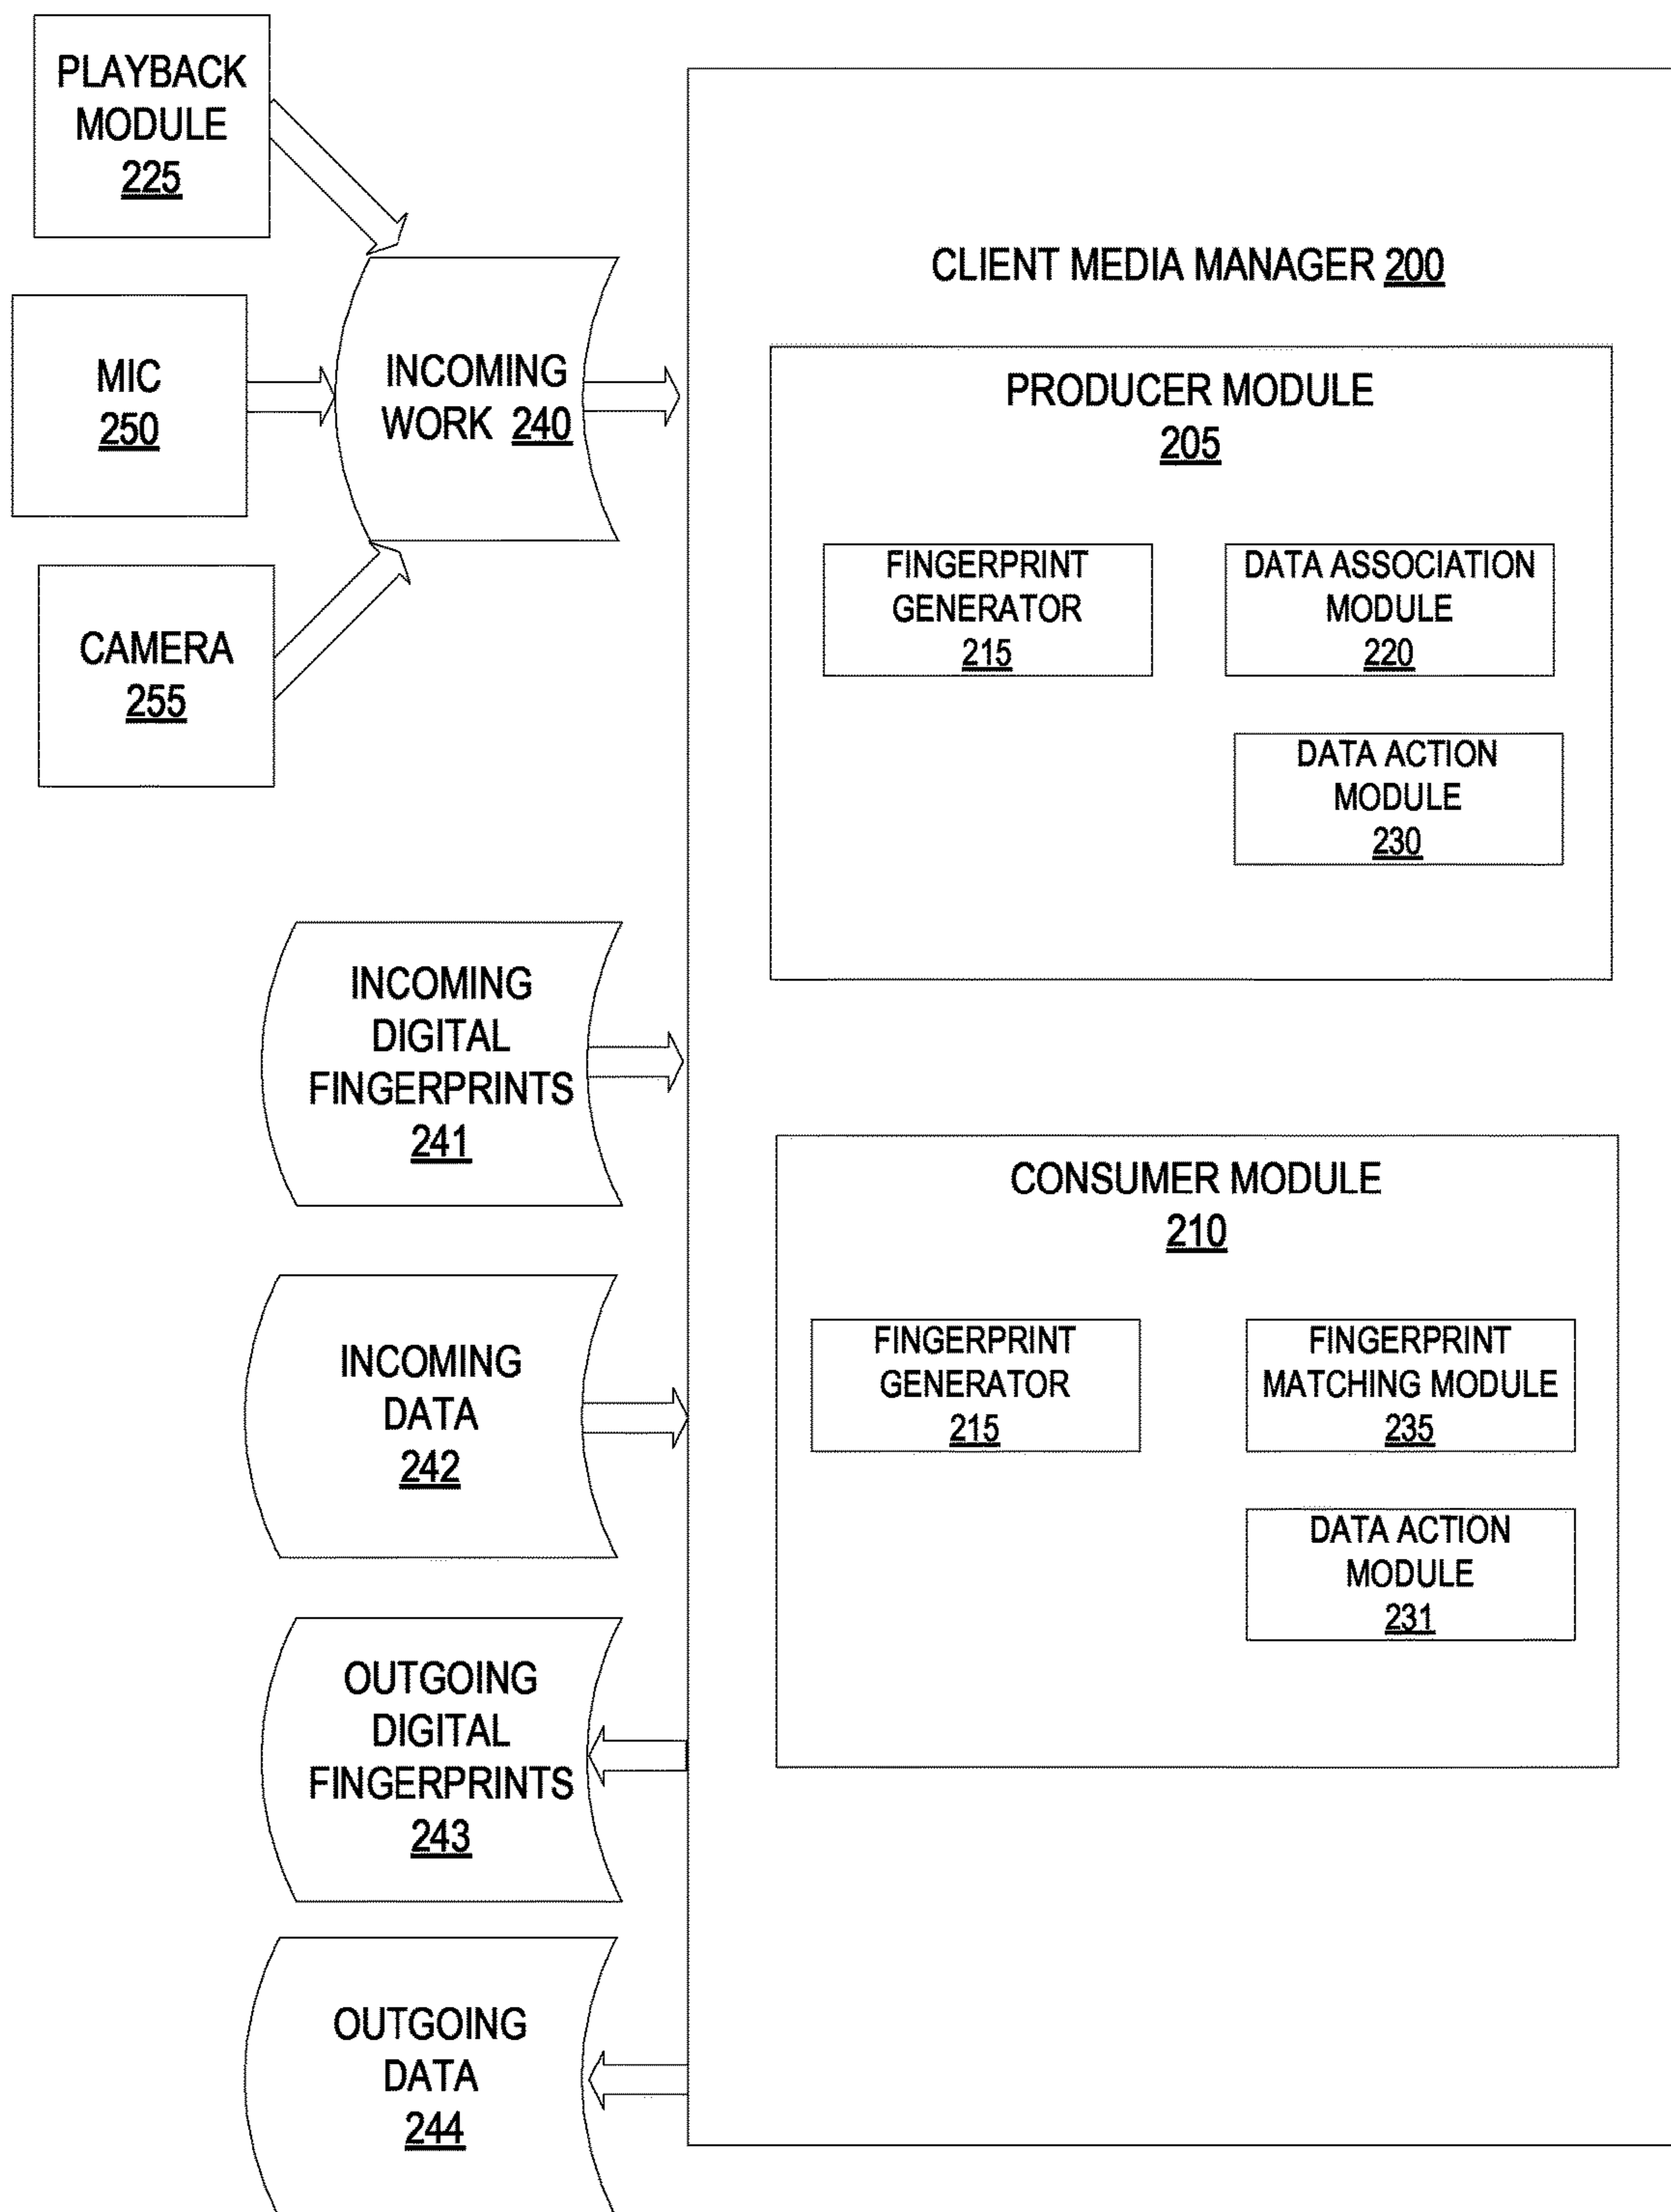 PLAYBACK
MODULE
225
MIC
250
CAMERA
255
INCOMING
WORK 240
INCOMING
DIGITAL
FINGERPRINTS
241
INCOMING
DATA
242
OUTGOING
DIGITAL
FINGERPRINTS
243
OUTGOING
DATA
244
CLIENT MEDIA MANAGER 200
PRODUCER MODULE
205
FINGERPRINT
GENERATOR
215
DATA ASSOCIATION
MODULE
220
DATA ACTION
MODULE
230
CONSUMER MODULE
210
FINGERPRINT
GENERATOR
215
FINGERPRINT
MATCHING MODULE
235
DATA ACTION
MODULE
231